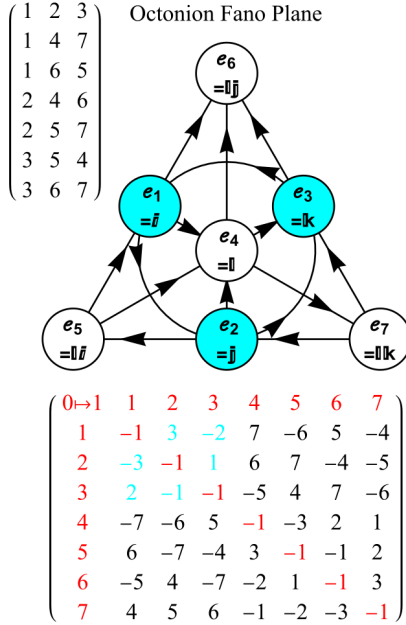 Octonion Fano Plane
1 2 3
1 4 7
1 6 5
2 4 6
2 5 7
3 5 4
3 6 7
e₆
=𝕀𝕛
e₁
=𝕚
e₃
=𝕜
e₄
=𝕀
e₅
=𝕀𝕚
e₂
=𝕛
e₇
=𝕀𝕜
0↦1 1 2 3 4 5 6 7
1 −1 3 −2 7 −6 5 −4
2 −3 −1 1 6 7 −4 −5
3 2 −1 −1 −5 4 7 −6
4 −7 −6 5 −1 −3 2 1
5 6 −7 −4 3 −1 −1 2
6 −5 4 −7 −2 1 −1 3
7 4 5 6 −1 −2 −3 −1